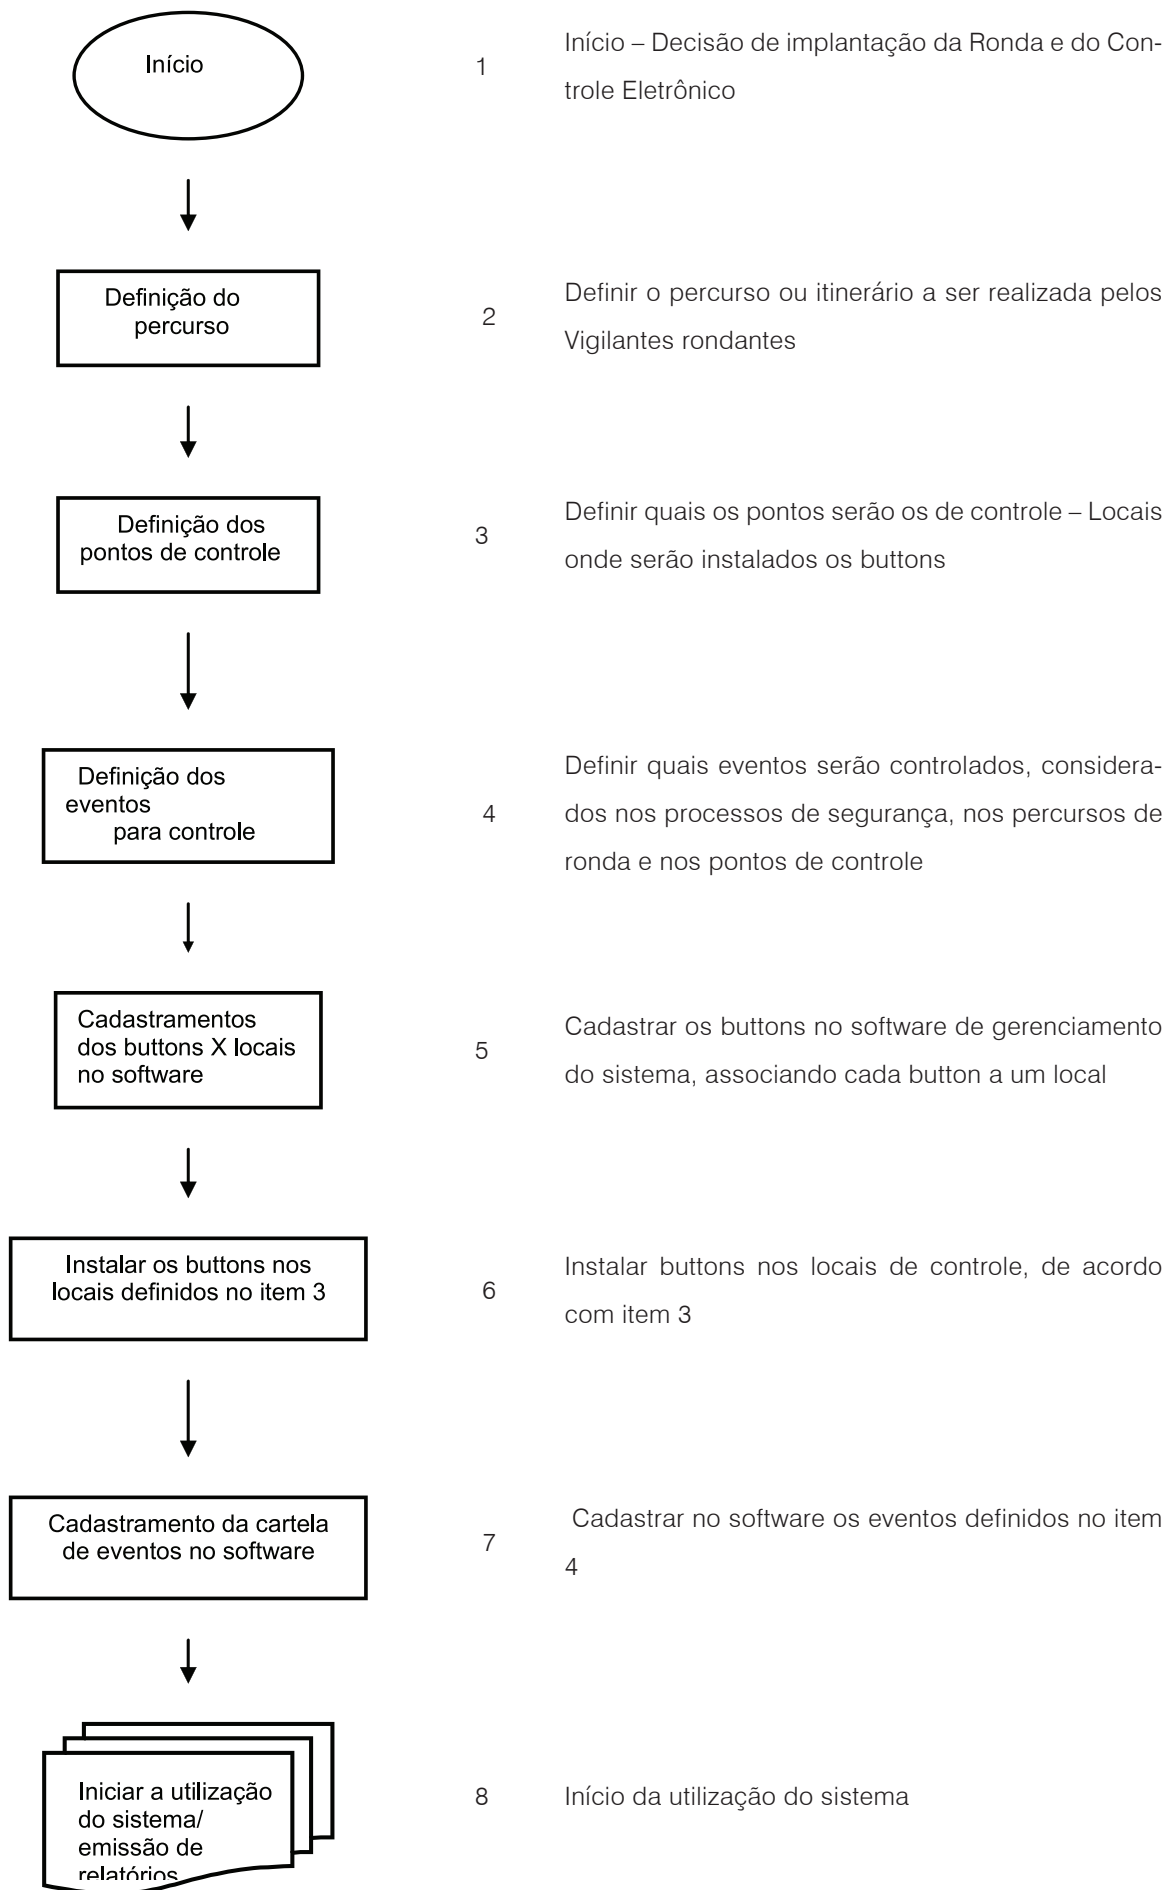 Início
1
Início – Decisão de implantação da Ronda e do Con-
trole Eletrônico
Definição do
percurso
2
Definir o percurso ou itinerário a ser realizada pelos
Vigilantes rondantes
Definição dos
pontos de controle
3
Definir quais os pontos serão os de controle – Locais
onde serão instalados os buttons
Definição dos
eventos
para controle
4
Definir quais eventos serão controlados, considera-
dos nos processos de segurança, nos percursos de
ronda e nos pontos de controle
Cadastramentos
dos buttons X locais
no software
5
Cadastrar os buttons no software de gerenciamento
do sistema, associando cada button a um local
Instalar os buttons nos
locais definidos no item 3
6
Instalar buttons nos locais de controle, de acordo
com item 3
Cadastramento da cartela
de eventos no software
7
Cadastrar no software os eventos definidos no item
4
Iniciar a utilização
do sistema/
emissão de
relatórios
8
Início da utilização do sistema